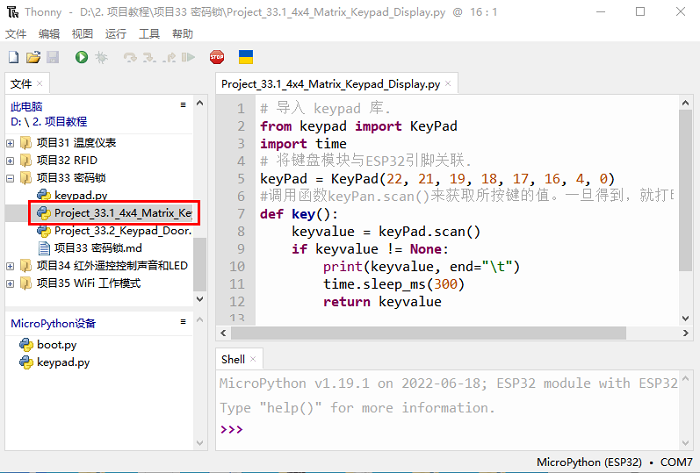 Thonny - D:\2. 项目教程\项目33 密码锁\Project_33.1_4x4_Matrix_Keypad_Display.py @ 16 : 1
文件 编辑 视图 运行 工具 帮助
STOP
文件
此电脑
D: \ 2. 项目教程
项目31 温度仪表
项目32 RFID
项目33 密码锁
keypad.py
Project_33.1_4x4_Matrix_Ke
Project_33.2_Keypad_Door.
项目33 密码锁.md
项目34 红外遥控控制声音和LED
项目35 WiFi 工作模式
MicroPython设备
boot.py
keypad.py
Project_33.1_4x4_Matrix_Keypad_Display.py
1 # 导入 keypad 库.
2 from keypad import KeyPad
3 import time
4 # 将键盘模块与ESP32引脚关联.
5 keyPad = KeyPad(22, 21, 19, 18, 17, 16, 4, 0)
6 #调用函数keyPan.scan()来获取所按键的值。一旦得到，就打
7 def key():
8 keyvalue = keyPad.scan()
9 if keyvalue != None:
10 print(keyvalue, end="\t")
11 time.sleep_ms(300)
12 return keyvalue
13
Shell
MicroPython v1.19.1 on 2022-06-18; ESP32 module with ESP32
Type "help()" for more information.
>>>
MicroPython (ESP32) • COM7